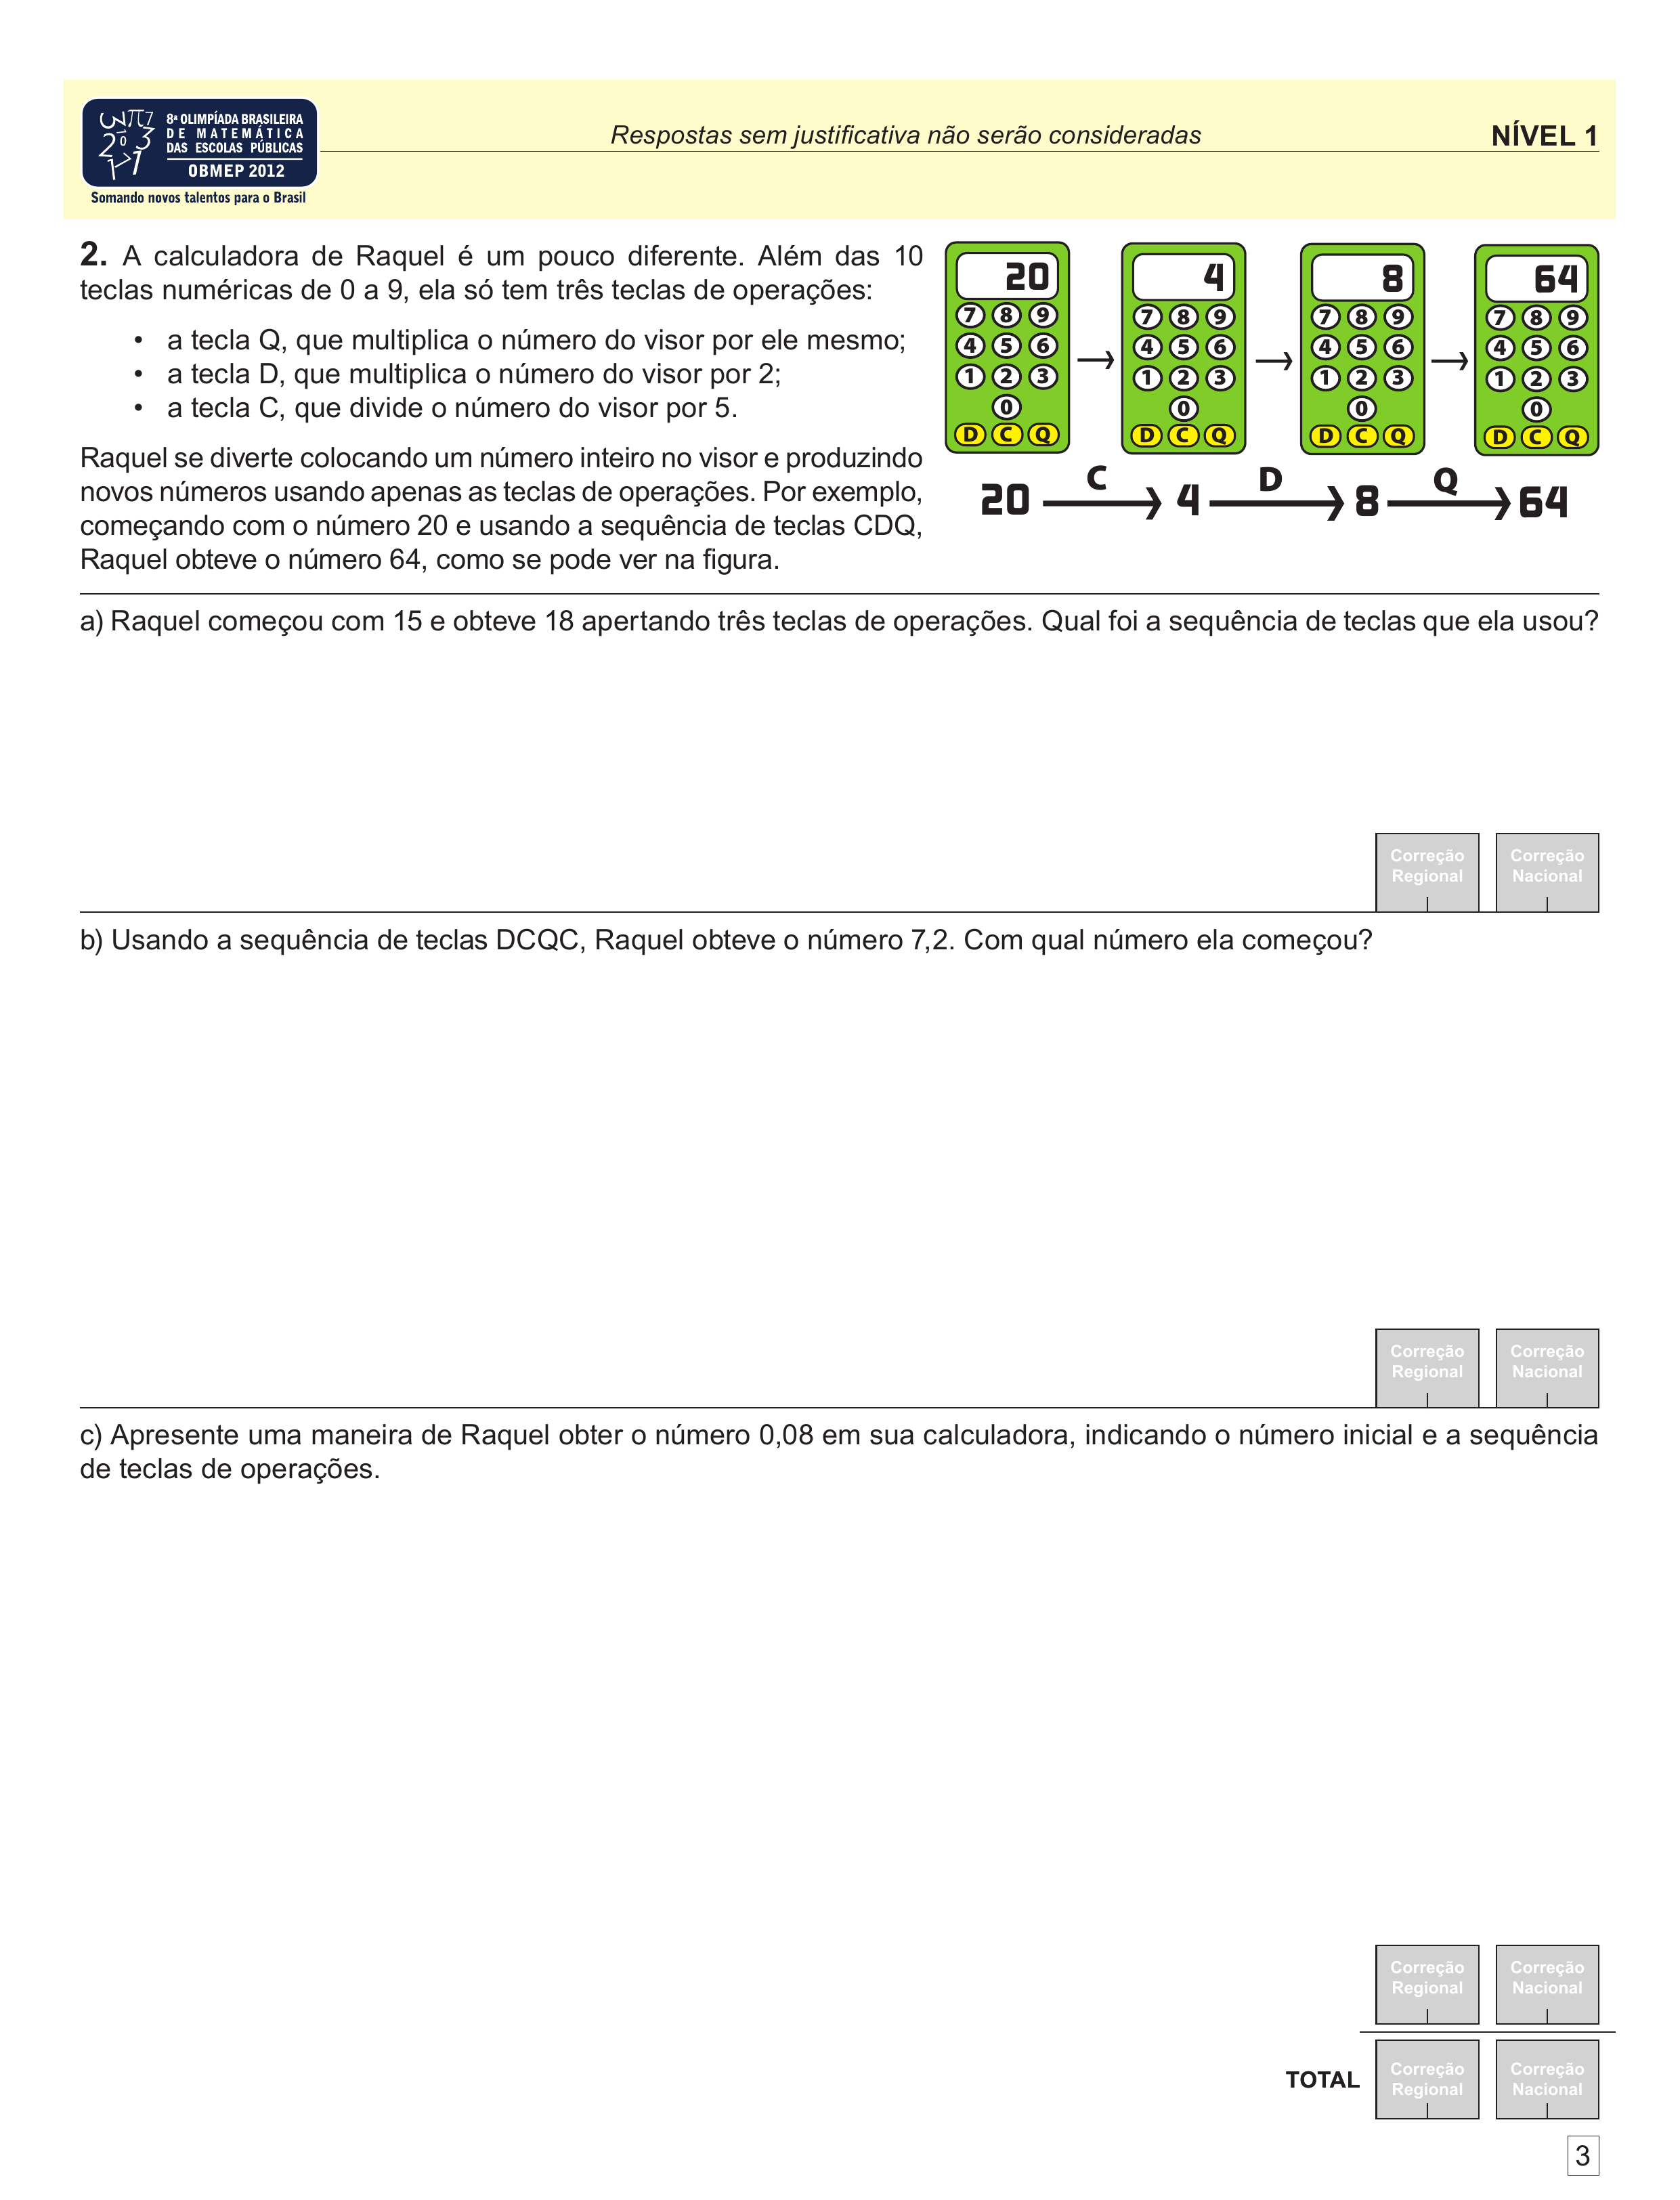 8ª OLIMPÍADA BRASILEIRA
DE MATEMÁTICA
DAS ESCOLAS PÚBLICAS
OBMEP 2012
Somando novos talentos para o Brasil
Respostas sem justificativa não serão consideradas
NÍVEL 1
2. A calculadora de Raquel é um pouco diferente. Além das 10
teclas numéricas de 0 a 9, ela só tem três teclas de operações:
• a tecla Q, que multiplica o número do visor por ele mesmo;
• a tecla D, que multiplica o número do visor por 2;
• a tecla C, que divide o número do visor por 5.
Raquel se diverte colocando um número inteiro no visor e produzindo
novos números usando apenas as teclas de operações. Por exemplo,
começando com o número 20 e usando a sequência de teclas CDQ,
Raquel obteve o número 64, como se pode ver na figura.
20
7 8 9
4 5 6
1 2 3
0
D C Q
4
7 8 9
4 5 6
1 2 3
0
D C Q
8
7 8 9
4 5 6
1 2 3
0
D C Q
64
7 8 9
4 5 6
1 2 3
0
D C Q
C D Q
20 4 8 64
a) Raquel começou com 15 e obteve 18 apertando três teclas de operações. Qual foi a sequência de teclas que ela usou?
Correção Regional
Correção Nacional
b) Usando a sequência de teclas DCQC, Raquel obteve o número 7,2. Com qual número ela começou?
Correção Regional
Correção Nacional
c) Apresente uma maneira de Raquel obter o número 0,08 em sua calculadora, indicando o número inicial e a sequência
de teclas de operações.
Correção Regional
Correção Nacional
TOTAL
Correção Regional
Correção Nacional
3